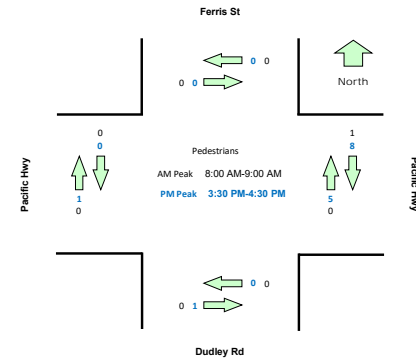 Ferris St
0 0
0 0
North
0
0
1
8
Pedestrians
AM Peak 8:00 AM-9:00 AM
PM Peak 3:30 PM-4:30 PM
Pacific Hwy
Pacific Hwy
1
0
5
0
0 0
0 1
Dudley Rd